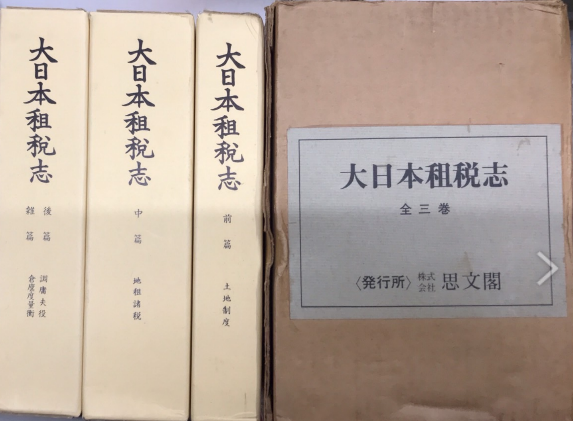 大日本租税志
後篇
雑篇
調庸夫役
倉廩度量衡
大日本租税志
中篇
地租諸税
大日本租税志
前篇
土地制度
大日本租税志
全三巻
〈発行所〉株式会社 思文閣